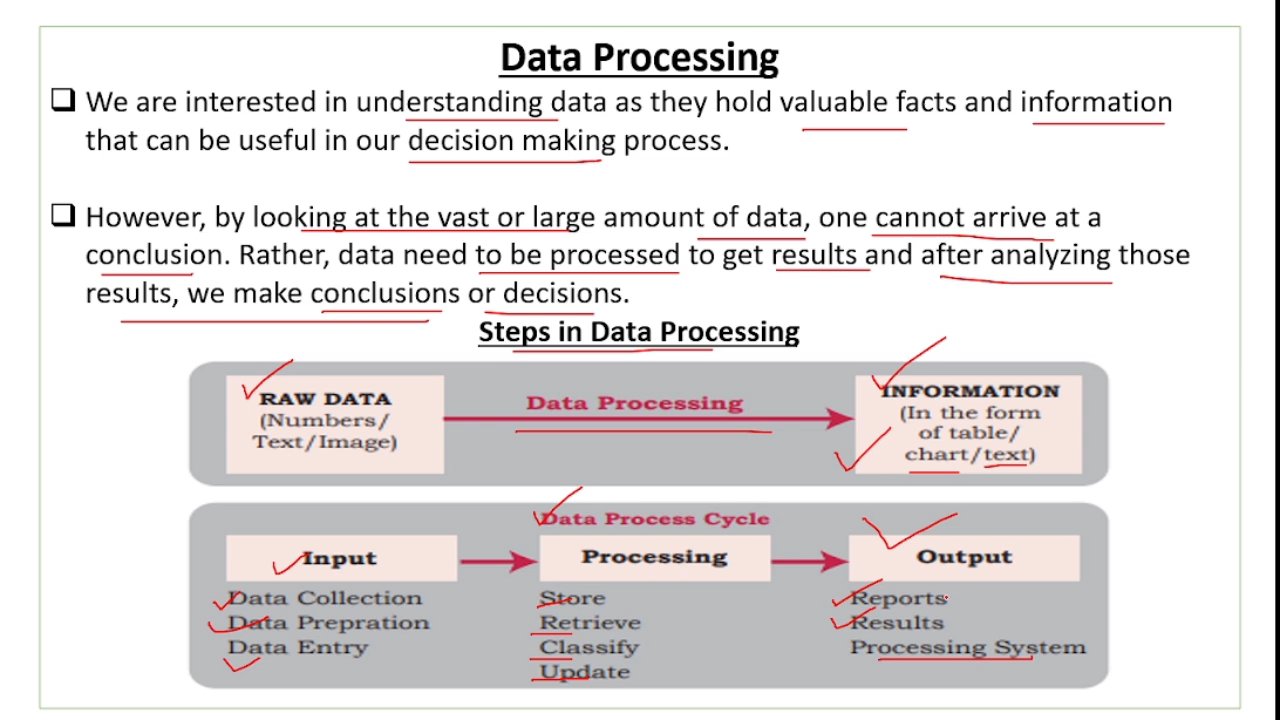 Data Processing
❑ We are interested in understanding data as they hold valuable facts and information
that can be useful in our decision making process.
❑ However, by looking at the vast or large amount of data, one cannot arrive at a
conclusion. Rather, data need to be processed to get results and after analyzing those
results, we make conclusions or decisions.
Steps in Data Processing
RAW DATA
(Numbers/
Text/Image)
Data Processing
INFORMATION
(In the form
of table/
chart/text)
Data Process Cycle
Input
Data Collection
Data Prepration
Data Entry
Processing
Store
Retrieve
Classify
Update
Output
Reports
Results
Processing System